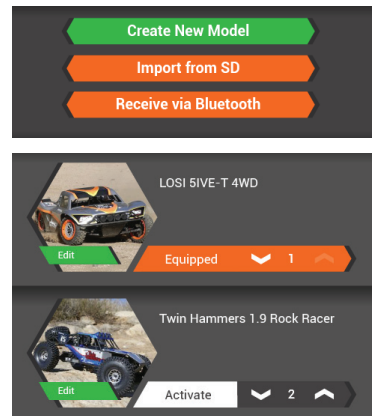 Create New Model
Import from SD
Receive via Bluetooth
LOSI 5IVE-T 4WD
Edit
Equipped 1
Twin Hammers 1.9 Rock Racer
Edit
Activate 2